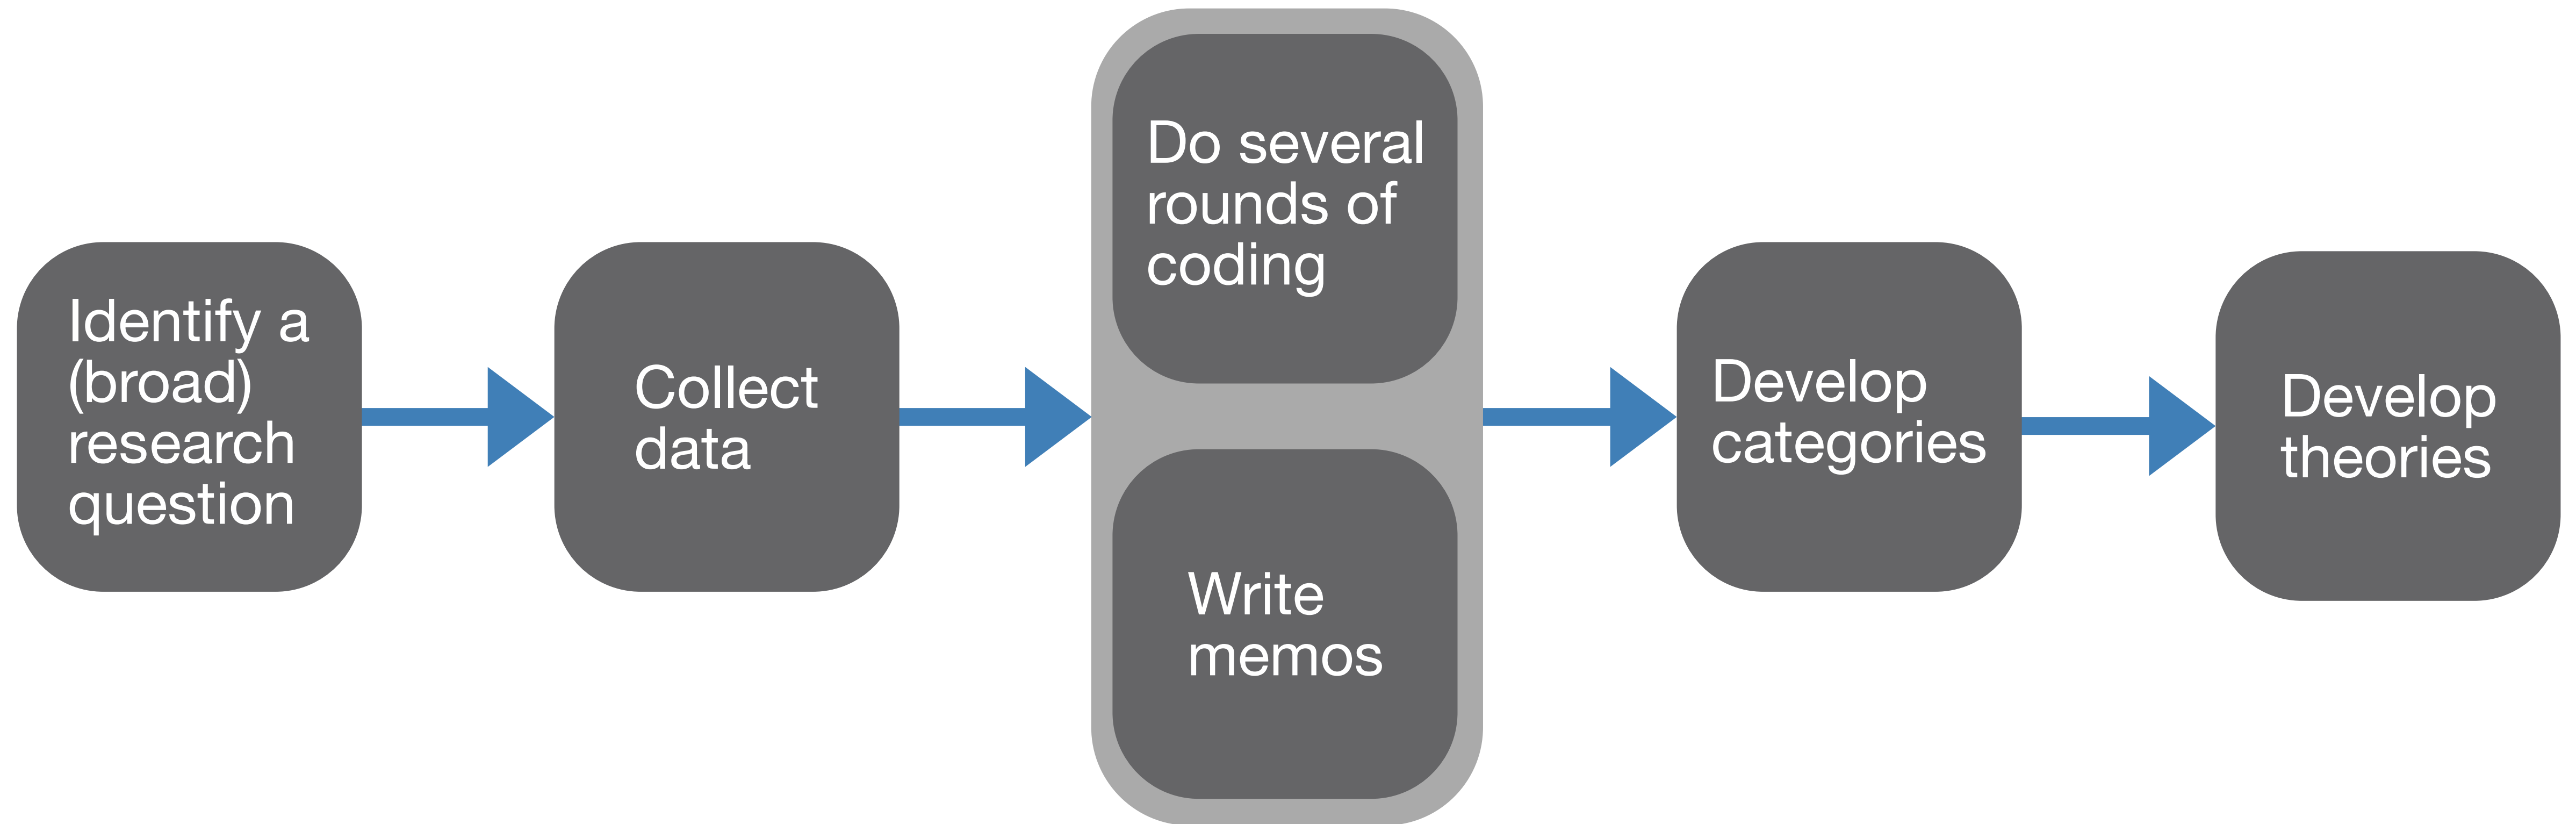 Identify a
(broad)
research
question
Collect
data
Do several
rounds of
coding
Write
memos
Develop
categories
Develop
theories